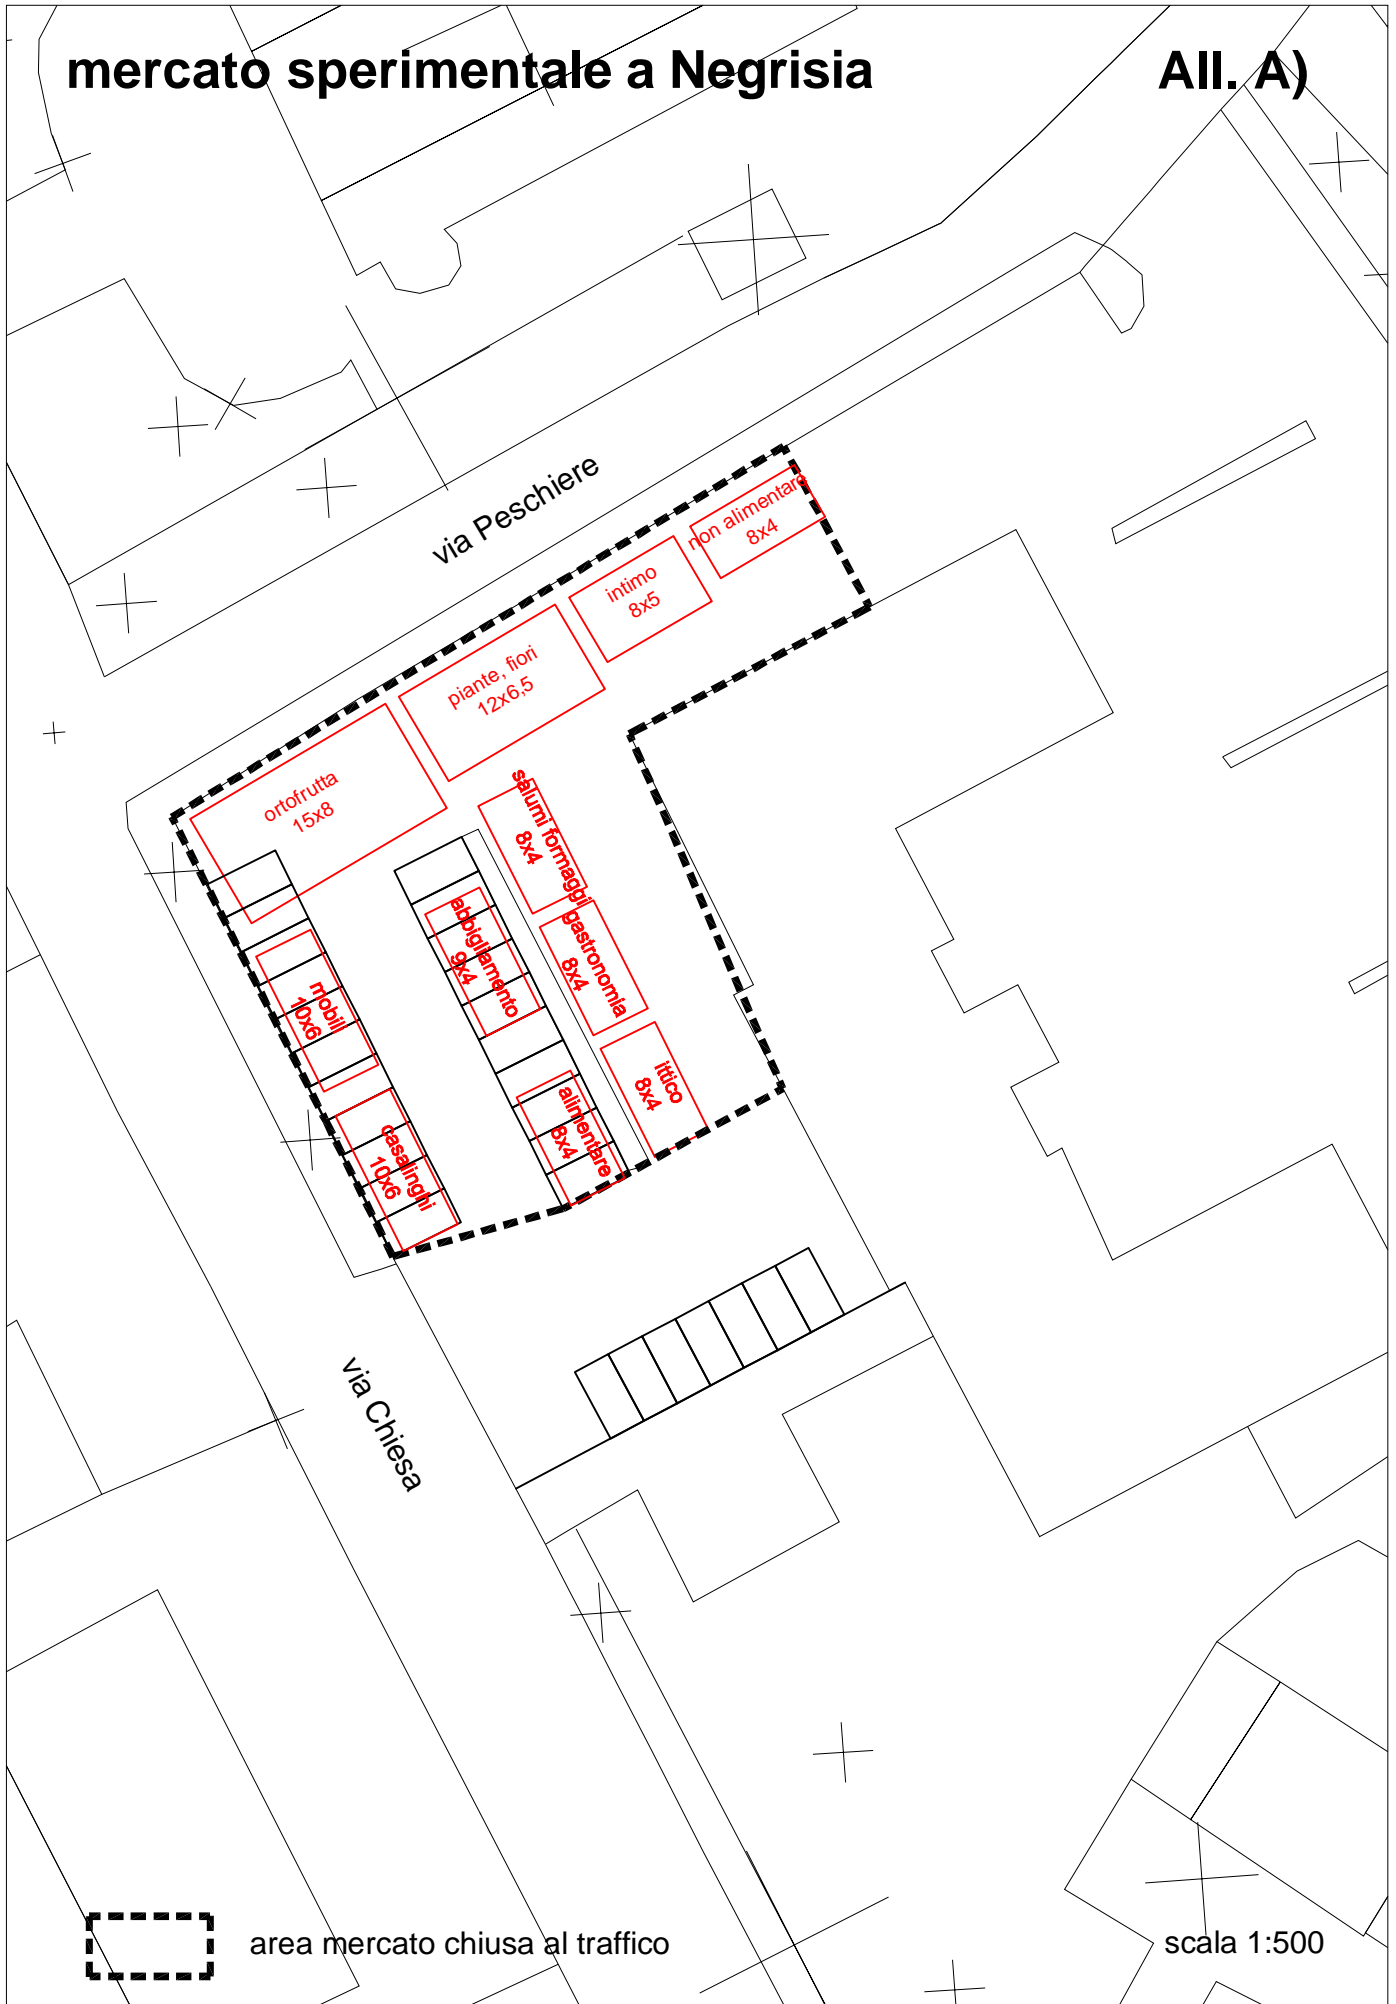 mercato sperimentale a Negrisia
All. A)
via Peschiere
non alimentare
8x4
intimo
8x5
piante, fiori
12x6,5
ortofrutta
15x8
salumi formaggi
8x4
gastronomia
8x4
ittico
8x4
abbigliamento
9x4
alimentare
8x4
mobili
10x6
casalinghi
10x6
via Chiesa
area mercato chiusa al traffico
scala 1:500